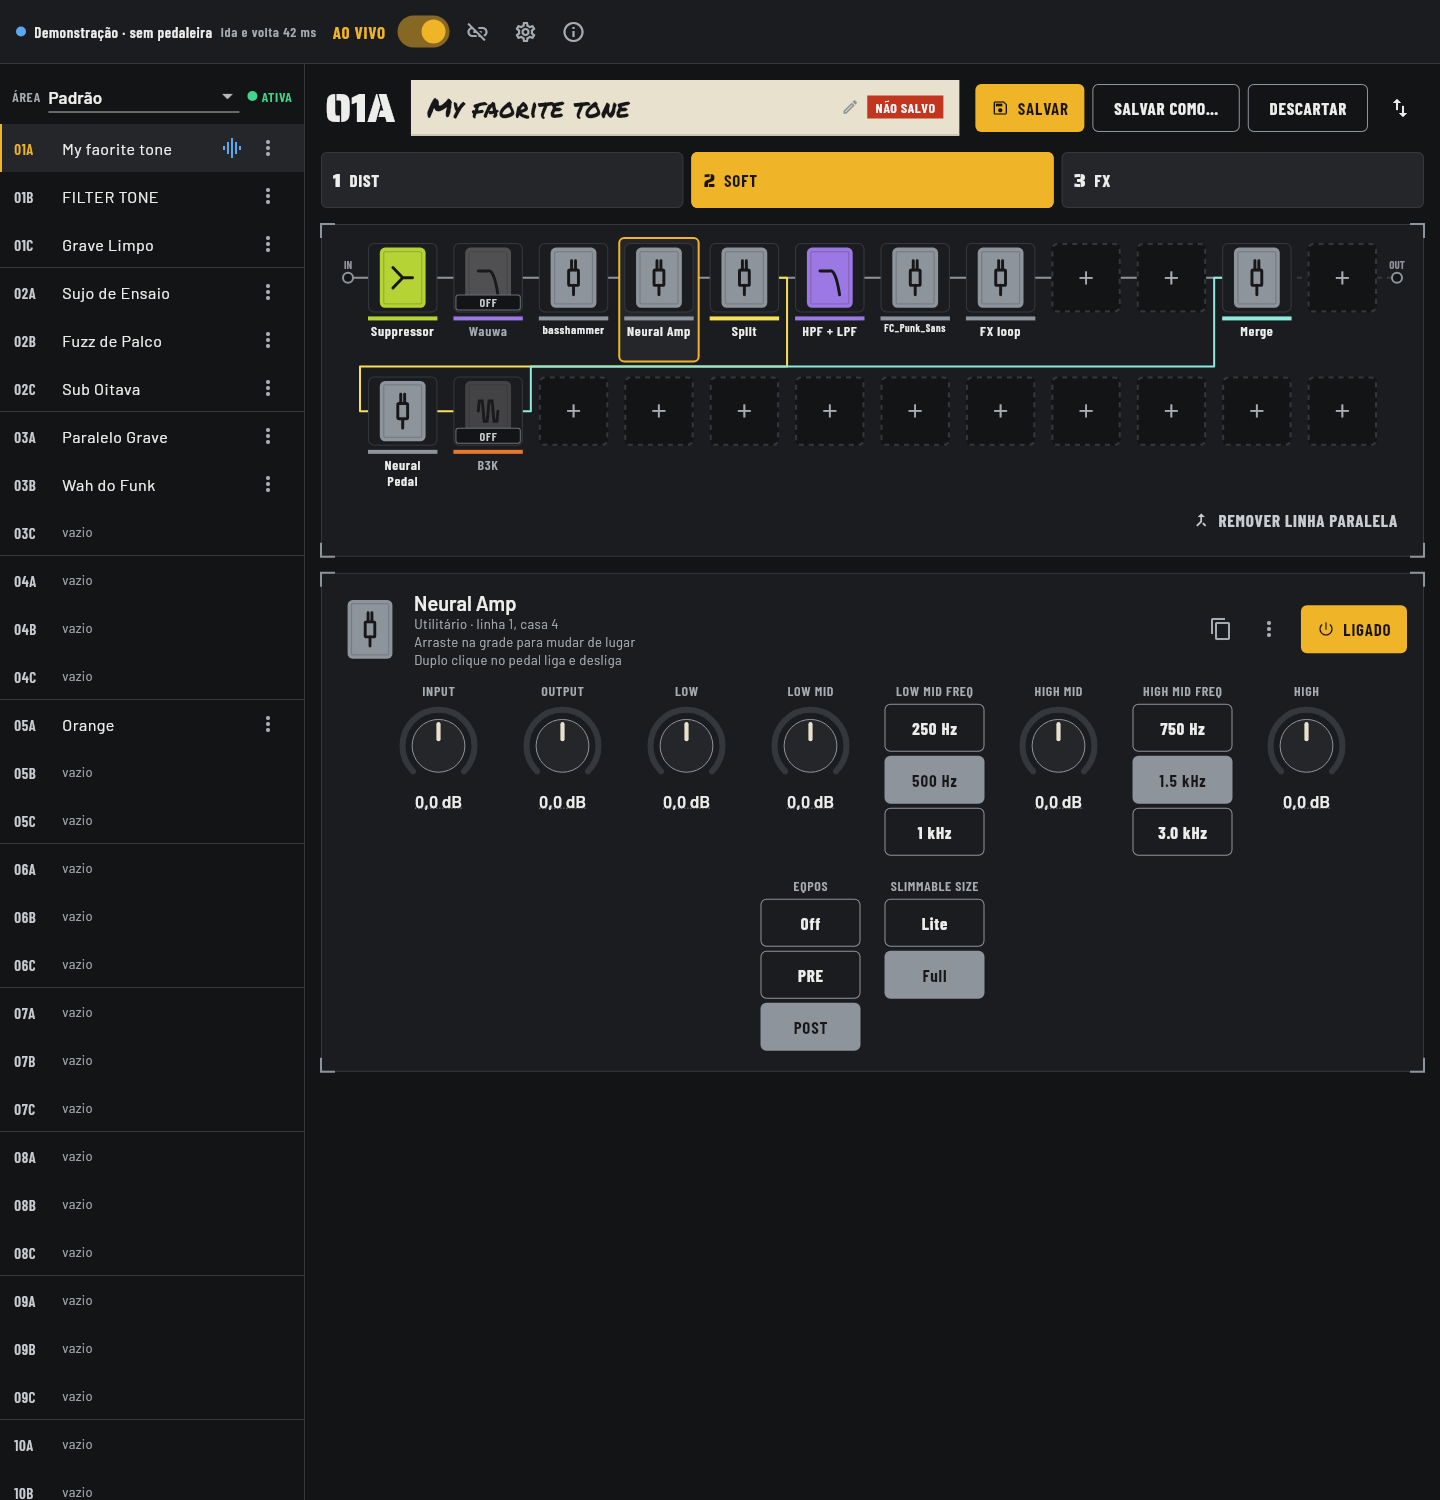 Demonstração · sem pedaleira Ida e volta 42 ms AO VIVO
ÁREA Padrão ATIVA
01A My faorite tone
01B FILTER TONE
01C Grave Limpo
02A Sujo de Ensaio
02B Fuzz de Palco
02C Sub Oitava
03A Paralelo Grave
03B Wah do Funk
03C vazio
04A vazio
04B vazio
04C vazio
05A Orange
05B vazio
05C vazio
06A vazio
06B vazio
06C vazio
07A vazio
07B vazio
07C vazio
08A vazio
08B vazio
08C vazio
09A vazio
09B vazio
09C vazio
10A vazio
10B vazio
01A My faorite tone NÃO SALVO SALVAR SALVAR COMO... DESCARTAR
1 DIST 2 SOFT 3 FX
IN OUT
OFF
Suppressor Wauwa basshammer Neural Amp Split HPF + LPF FC_Punk_Sans FX loop Merge
OFF
Neural Pedal B3K
REMOVER LINHA PARALELA
Neural Amp
Utilitário · linha 1, casa 4
Arraste na grade para mudar de lugar
Duplo clique no pedal liga e desliga
LIGADO
INPUT OUTPUT LOW LOW MID LOW MID FREQ HIGH MID HIGH MID FREQ HIGH
250 Hz 750 Hz
500 Hz 1.5 kHz
0,0 dB 0,0 dB 0,0 dB 0,0 dB 0,0 dB 0,0 dB
1 kHz 3.0 kHz
EQPOS SLIMMABLE SIZE
Off Lite
PRE Full
POST